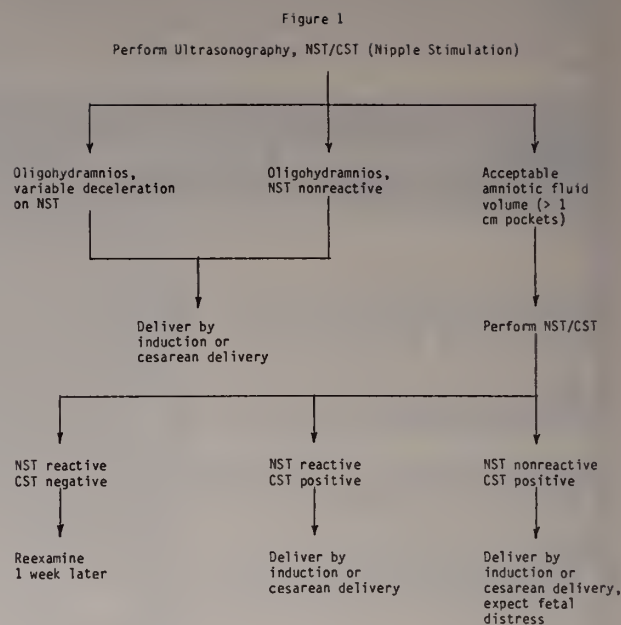 Figure 1
Perform Ultrasonography, NST/CST (Nipple Stimulation)
Oligohydramnios,
variable deceleration
on NST
Oligohydramnios,
NST nonreactive
Acceptable
amniotic fluid
volume (> 1
cm pockets)
Deliver by
induction or
cesarean delivery
Perform NST/CST
NST reactive
CST negative
NST reactive
CST positive
NST nonreactive
CST positive
Reexamine
1 week later
Deliver by
induction or
cesarean delivery
Deliver by
induction or
cesarean delivery,
expect fetal
distress